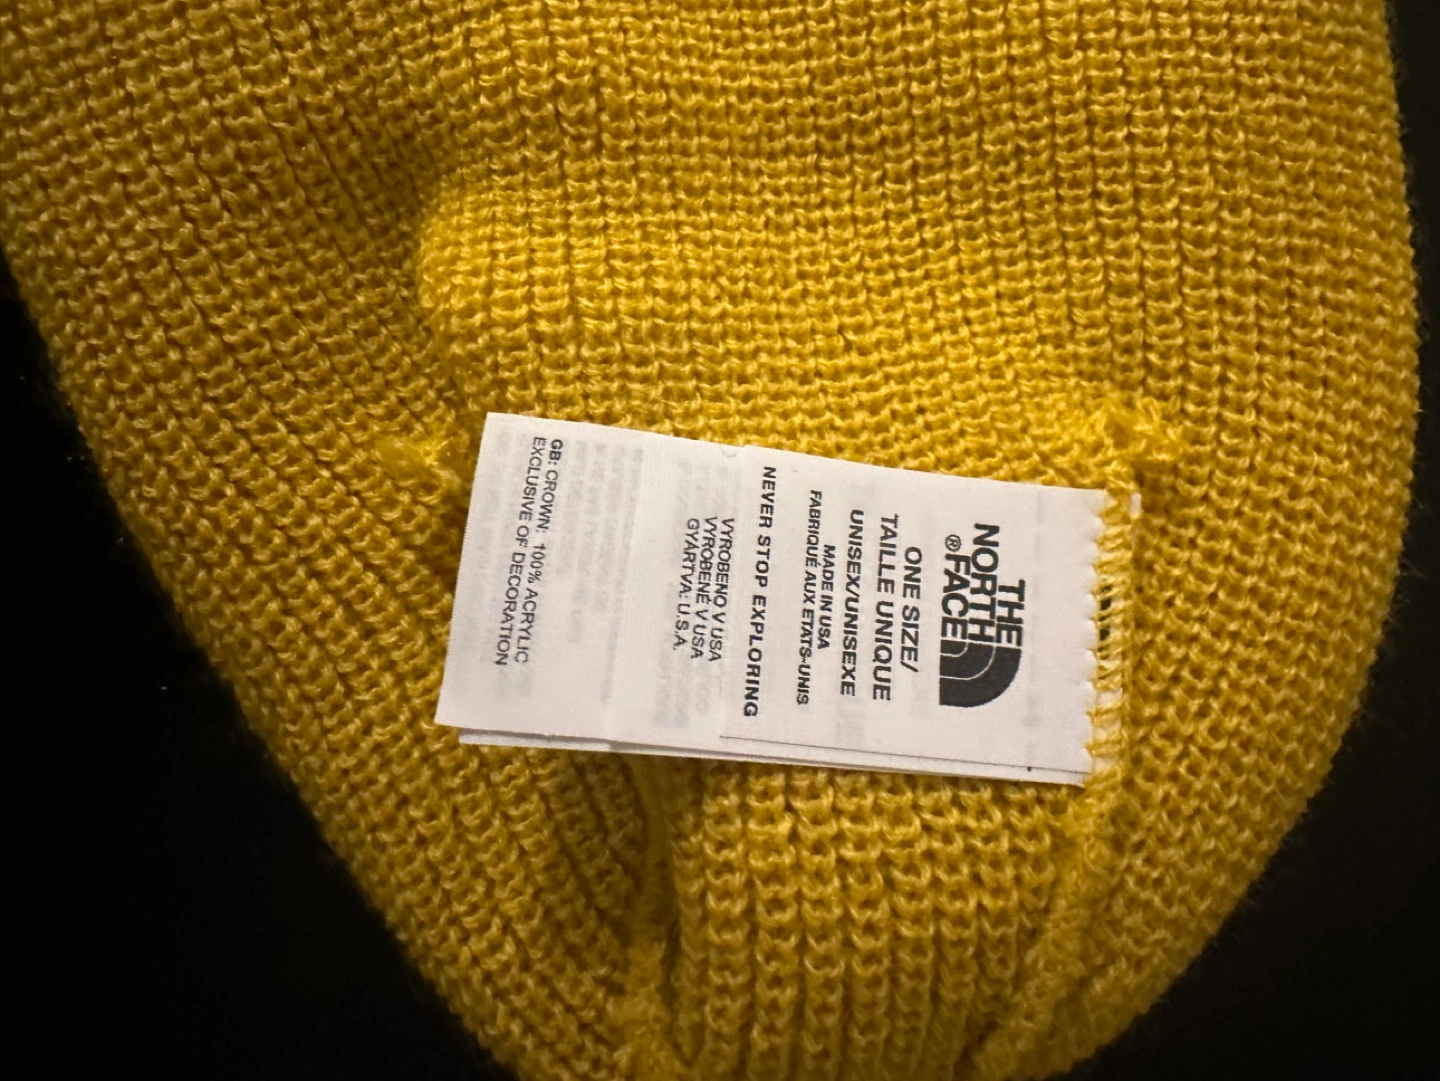 THE
NORTH
FACE®
ONE SIZE/
TAILLE UNIQUE
UNISEX/UNISEXE
MADE IN USA
FABRIQUÉ AUX ETATS-UNIS
NEVER STOP EXPLORING
VYROBENO V USA
VYROBENÉ V USA
GYÁRTVA: U.S.A.
GB: CROWN: 100% ACRYLIC
EXCLUSIVE OF DECORATION